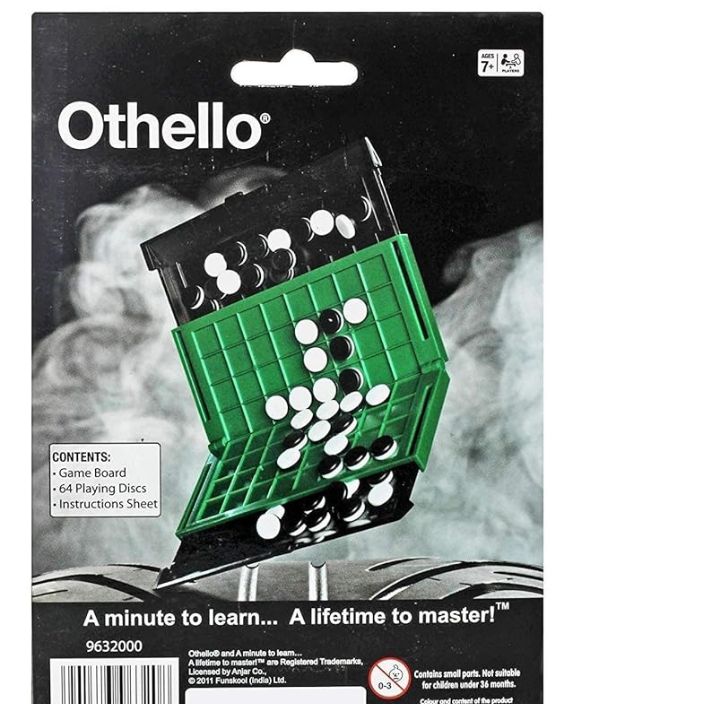 AGES
7+
2
PLAYERS
Othello®
CONTENTS:
• Game Board
• 64 Playing Discs
• Instructions Sheet
A minute to learn... A lifetime to master!™
9632000
Othello® and A minute to learn...
A lifetime to master!™ are Registered Trademarks,
Licensed by Anjar Co.,
© 2011 Funskool (India) Ltd.
0-3
Contains small parts. Not suitable
for children under 36 months.
Colour and content of the product